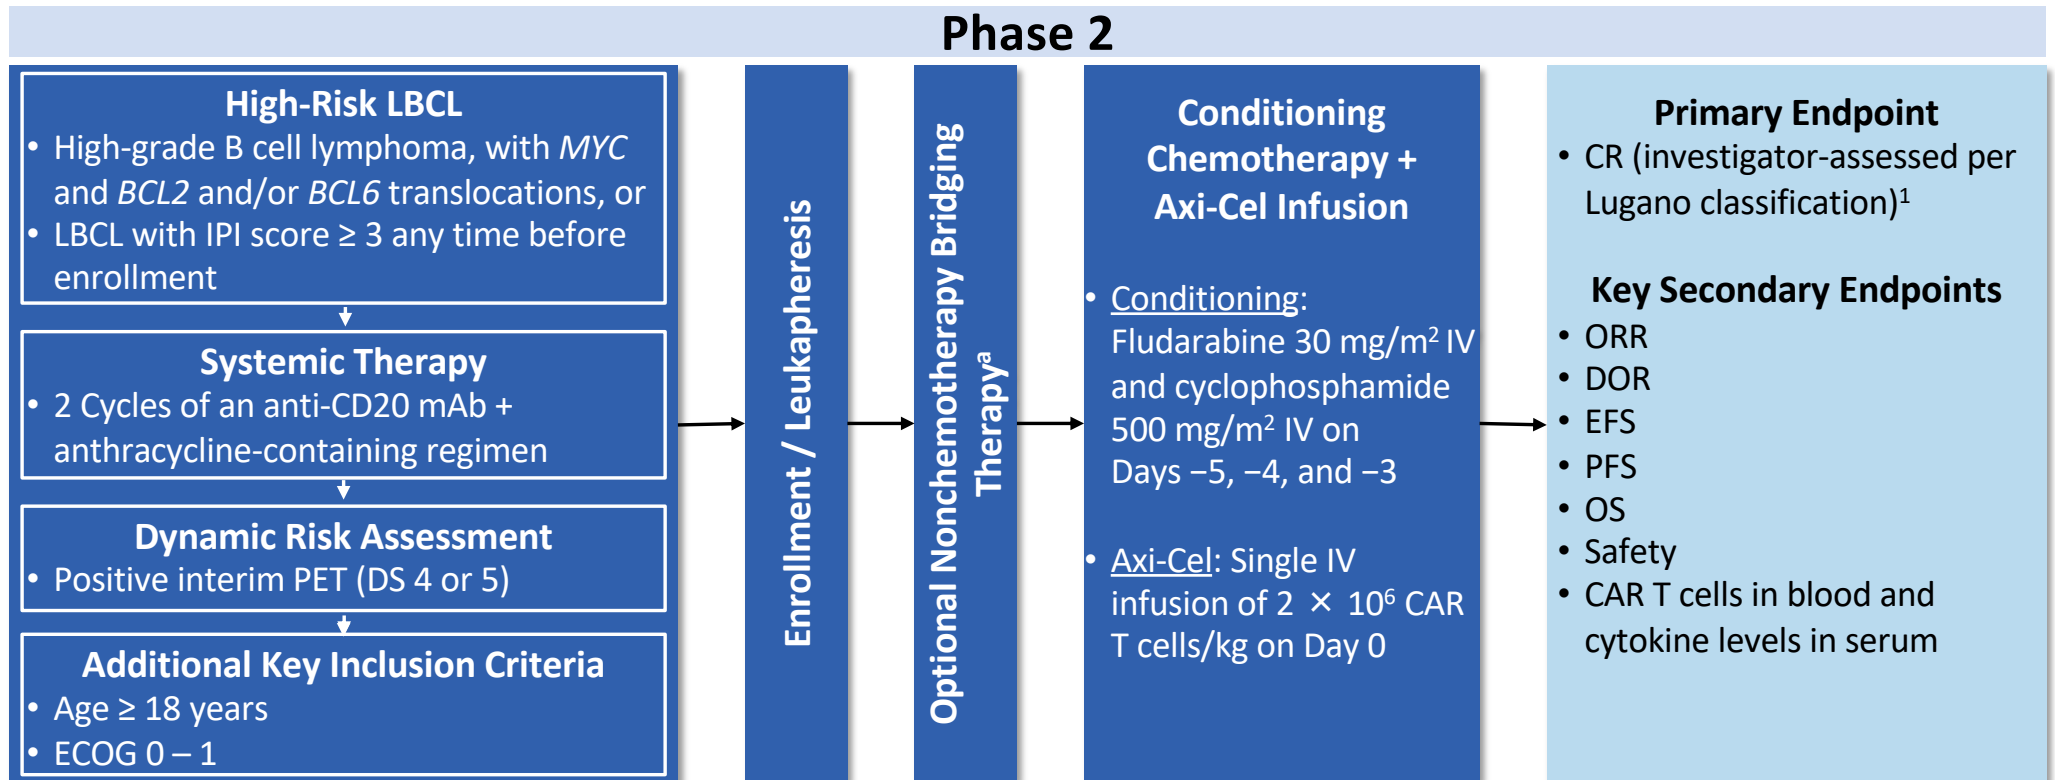 Phase 2
High-Risk LBCL
• High-grade B cell lymphoma, with MYC
and BCL2 and/or BCL6 translocations, or
• LBCL with IPI score ≥ 3 any time before
enrollment
Systemic Therapy
• 2 Cycles of an anti-CD20 mAb +
anthracycline-containing regimen
Dynamic Risk Assessment
• Positive interim PET (DS 4 or 5)
Additional Key Inclusion Criteria
• Age ≥ 18 years
• ECOG 0 – 1
Enrollment / Leukapheresis
Optional Nonchemotherapy Bridging
Therapyᵃ
Conditioning
Chemotherapy +
Axi-Cel Infusion
• Conditioning:
Fludarabine 30 mg/m² IV
and cyclophosphamide
500 mg/m² IV on
Days −5, −4, and −3
• Axi-Cel: Single IV
infusion of 2 × 10⁶ CAR
T cells/kg on Day 0
Primary Endpoint
• CR (investigator-assessed per
Lugano classification)¹
Key Secondary Endpoints
• ORR
• DOR
• EFS
• PFS
• OS
• Safety
• CAR T cells in blood and
cytokine levels in serum